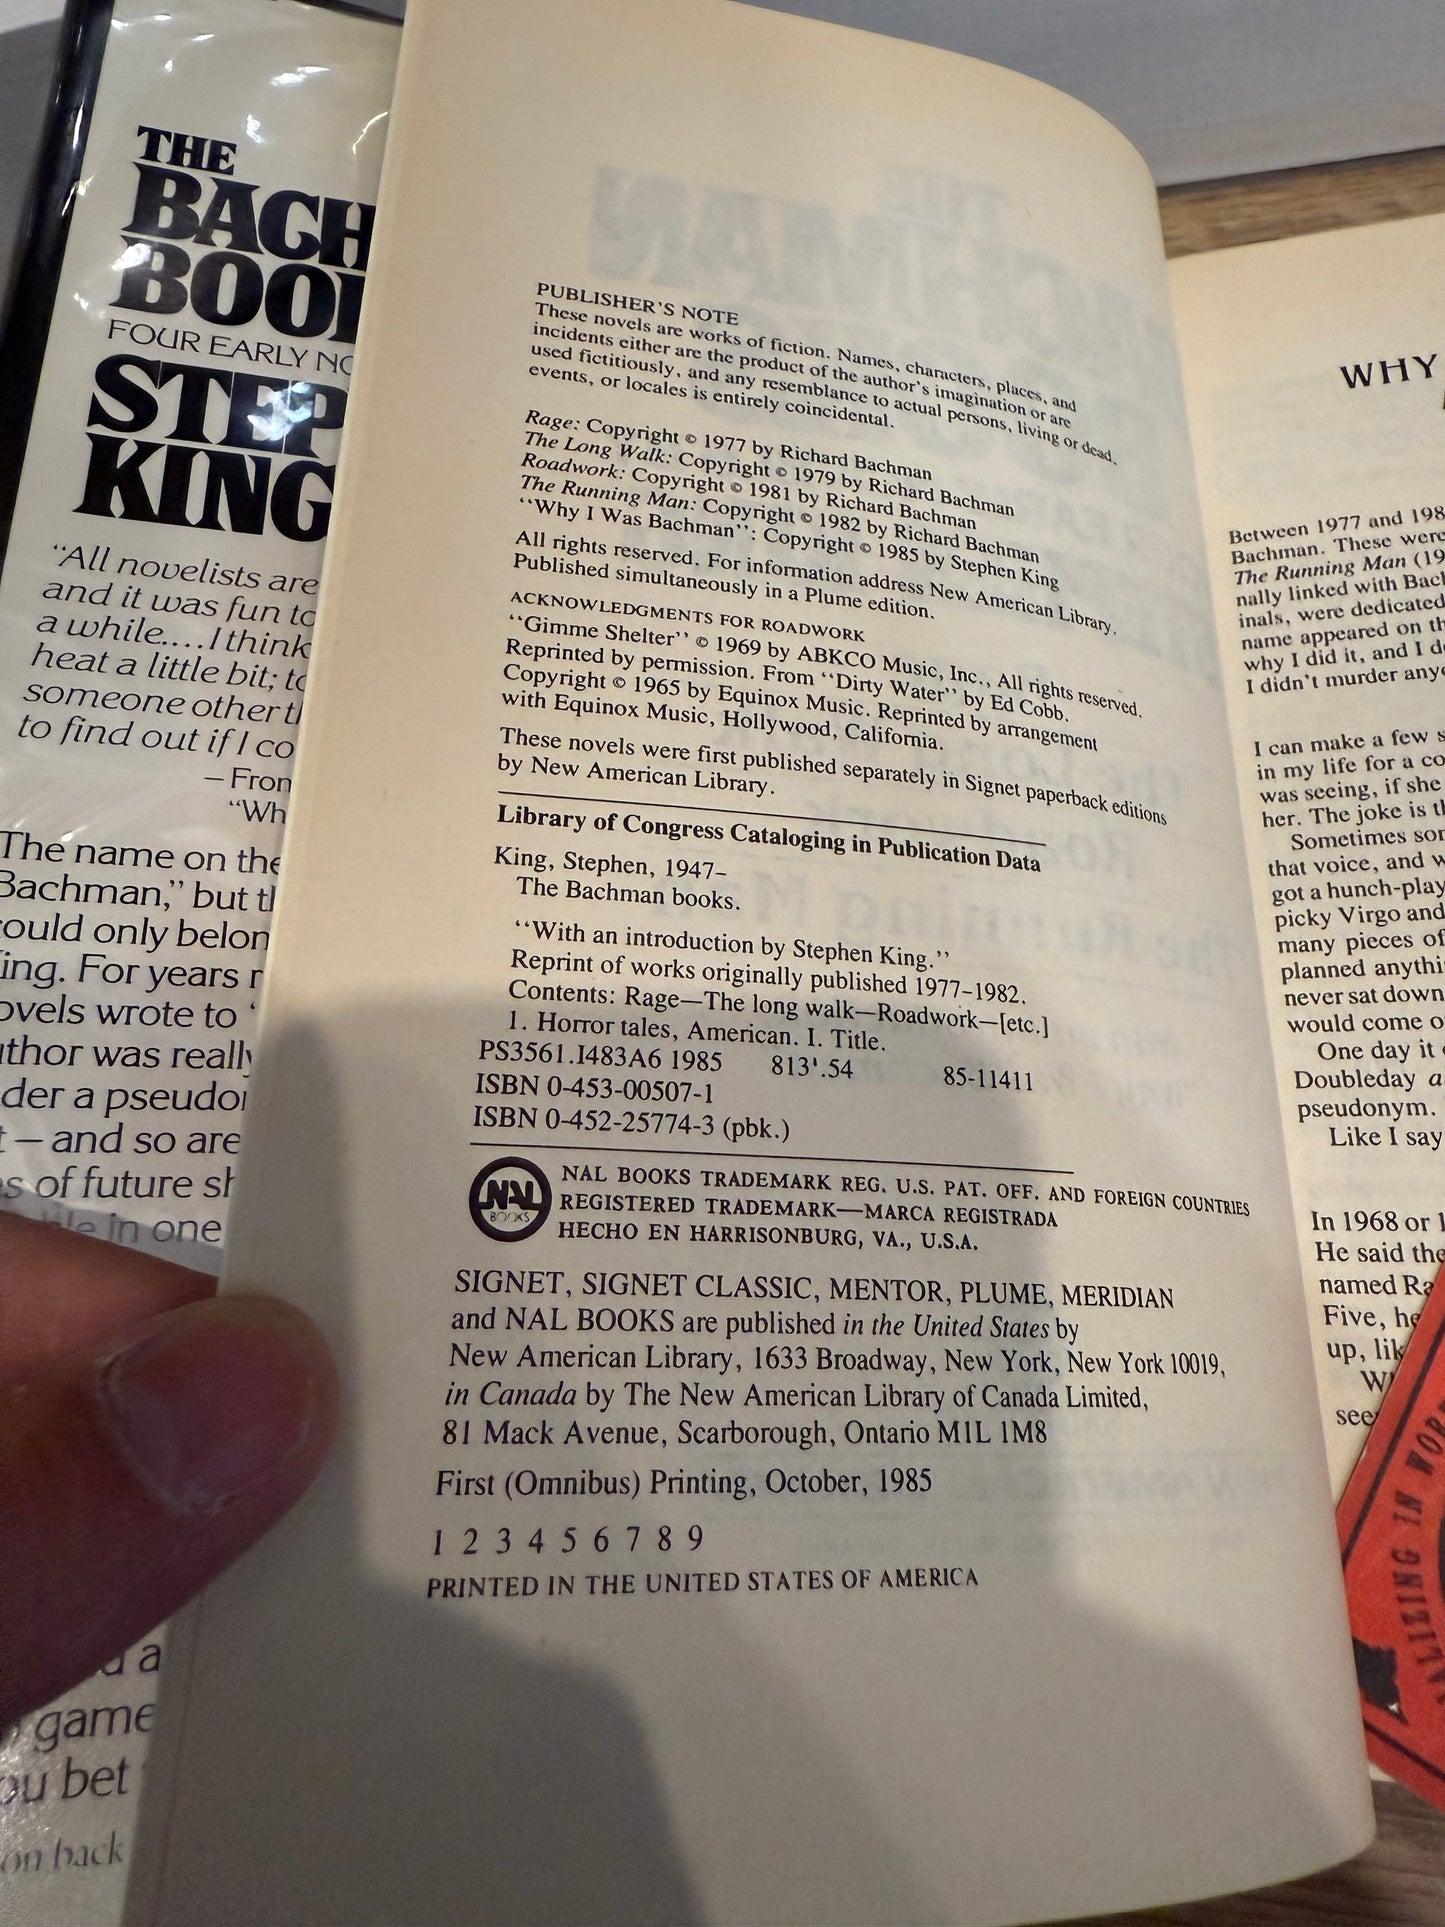 THE
BACH
BOO
FOUR EARLY NO
STEP
KING
“All novelists are
and it was fun to
a while....I think
heat a little bit; to
someone other th
to find out if I co
—From
“Wh
The name on the
Bachman,” but th
could only belon
ing. For years r
ovels wrote to “
uthor was really
der a pseudo
t—and so are
s of future sh
in one
d a
game
ou bet
on back
PUBLISHER’S NOTE
These novels are works of fiction. Names, characters, places, and
incidents either are the product of the author’s imagination or are
used fictitiously, and any resemblance to actual persons, living or dead,
events, or locales is entirely coincidental.
Rage: Copyright © 1977 by Richard Bachman
The Long Walk: Copyright © 1979 by Richard Bachman
Roadwork: Copyright © 1981 by Richard Bachman
The Running Man: Copyright © 1982 by Richard Bachman
“Why I Was Bachman”: Copyright © 1985 by Stephen King
All rights reserved. For information address New American Library.
Published simultaneously in a Plume edition.
ACKNOWLEDGMENTS FOR ROADWORK
“Gimme Shelter” © 1969 by ABKCO Music, Inc., All rights reserved.
Reprinted by permission. From “Dirty Water” by Ed Cobb.
Copyright © 1965 by Equinox Music. Reprinted by arrangement
with Equinox Music, Hollywood, California.
These novels were first published separately in Signet paperback editions
by New American Library.
Library of Congress Cataloging in Publication Data
King, Stephen, 1947–
The Bachman books.
“With an introduction by Stephen King.”
Reprint of works originally published 1977–1982.
Contents: Rage—The long walk—Roadwork—[etc.]
1. Horror tales, American. I. Title.
PS3561.I483A6 1985 813'.54 85-11411
ISBN 0-453-00507-1
ISBN 0-452-25774-3 (pbk.)
NAL
BOOKS
NAL BOOKS TRADEMARK REG. U.S. PAT. OFF. AND FOREIGN COUNTRIES
REGISTERED TRADEMARK—MARCA REGISTRADA
HECHO EN HARRISONBURG, VA., U.S.A.
SIGNET, SIGNET CLASSIC, MENTOR, PLUME, MERIDIAN
and NAL BOOKS are published in the United States by
New American Library, 1633 Broadway, New York, New York 10019,
in Canada by The New American Library of Canada Limited,
81 Mack Avenue, Scarborough, Ontario M1L 1M8
First (Omnibus) Printing, October, 1985
1 2 3 4 5 6 7 8 9
PRINTED IN THE UNITED STATES OF AMERICA
WHY
Between 1977 and 198
Bachman. These were
The Running Man (19
nally linked with Bach
inals, were dedicated
name appeared on th
why I did it, and I d
I didn’t murder anyo
I can make a few s
in my life for a co
was seeing, if she
her. The joke is th
Sometimes som
that voice, and w
got a hunch-play
picky Virgo and
many pieces of
planned anythi
never sat down
would come o
One day it
Doubleday a
pseudonym.
Like I say
In 1968 or 1
He said the
named Ra
Five, he
up, lik
W
see
ALIZING IN WOR